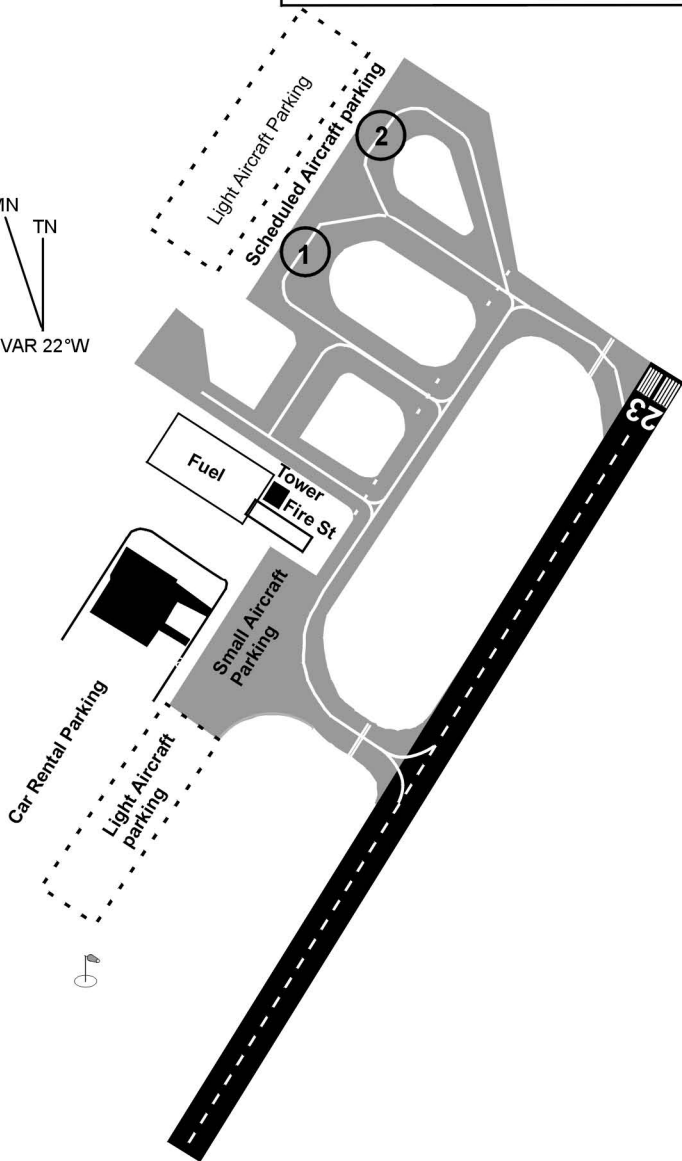 Light Aircraft Parking
Scheduled Aircraft parking
2
1
MN
TN
VAR 22°W
23
Fuel
Tower
Fire St
Small Aircraft
Parking
Car Rental Parking
Light Aircraft
parking